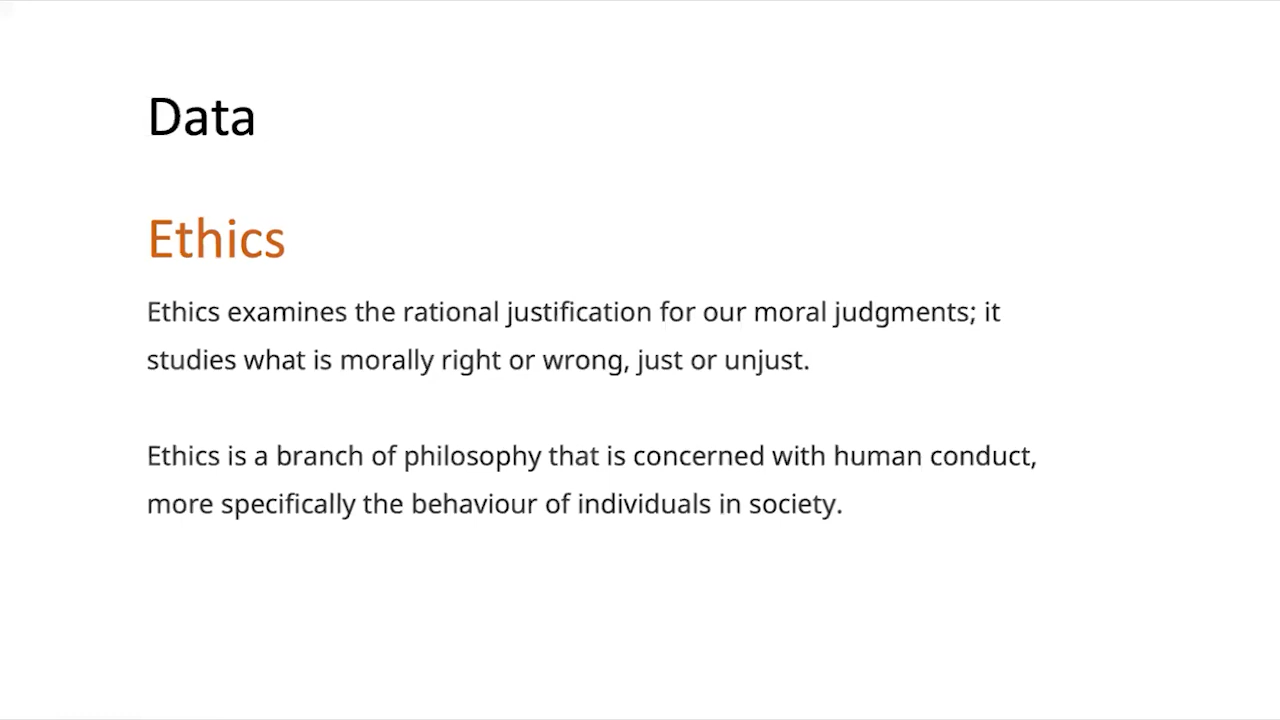 Data
Ethics
Ethics examines the rational justification for our moral judgments; it
studies what is morally right or wrong, just or unjust.
Ethics is a branch of philosophy that is concerned with human conduct,
more specifically the behaviour of individuals in society.